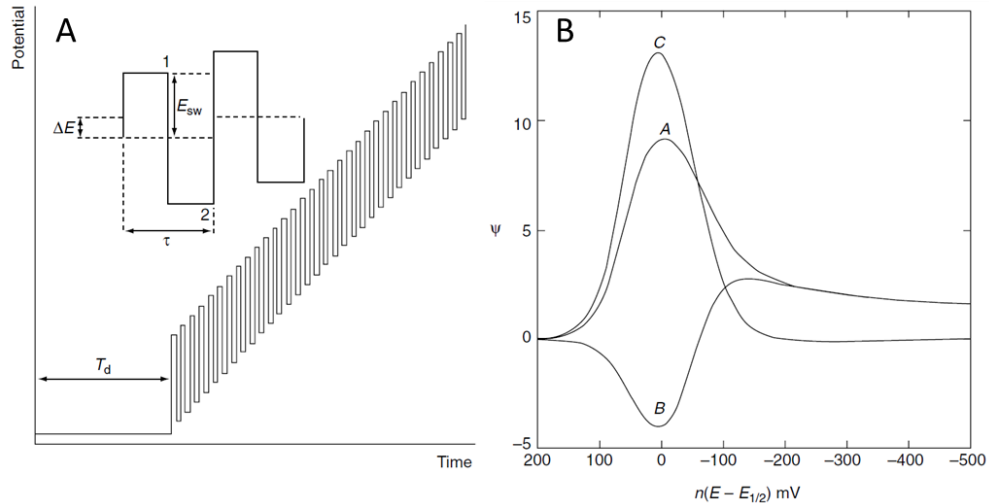 A
Potential
1
E_sw
ΔE
2
τ
T_d
Time
B
15
10
5
0
−5
ψ
C
A
B
200 100 0 −100 −200 −300 −400 −500
n(E − E_1/2) mV